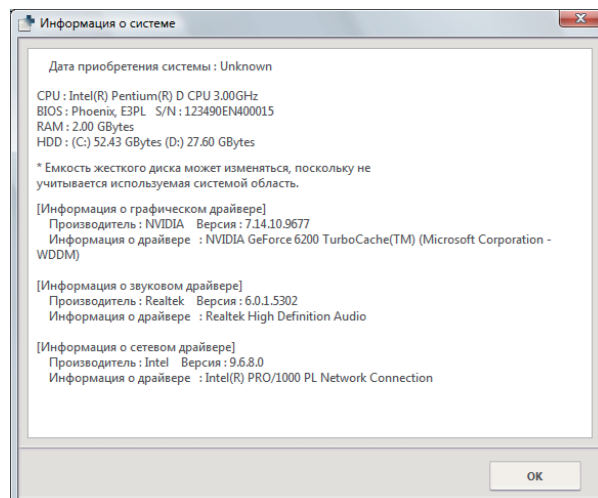 Информация о системе
Дата приобретения системы : Unknown
CPU : Intel(R) Pentium(R) D CPU 3.00GHz
BIOS : Phoenix, E3PL S/N : 123490EN400015
RAM : 2.00 GBytes
HDD : (C:) 52.43 GBytes (D:) 27.60 GBytes
* Емкость жесткого диска может изменяться, поскольку не
учитывается используемая системой область.
[Информация о графическом драйвере]
Производитель : NVIDIA Версия : 7.14.10.9677
Информация о драйвере : NVIDIA GeForce 6200 TurboCache(TM) (Microsoft Corporation -
WDDM)
[Информация о звуковом драйвере]
Производитель : Realtek Версия : 6.0.1.5302
Информация о драйвере : Realtek High Definition Audio
[Информация о сетевом драйвере]
Производитель : Intel Версия : 9.6.8.0
Информация о драйвере : Intel(R) PRO/1000 PL Network Connection
ОК